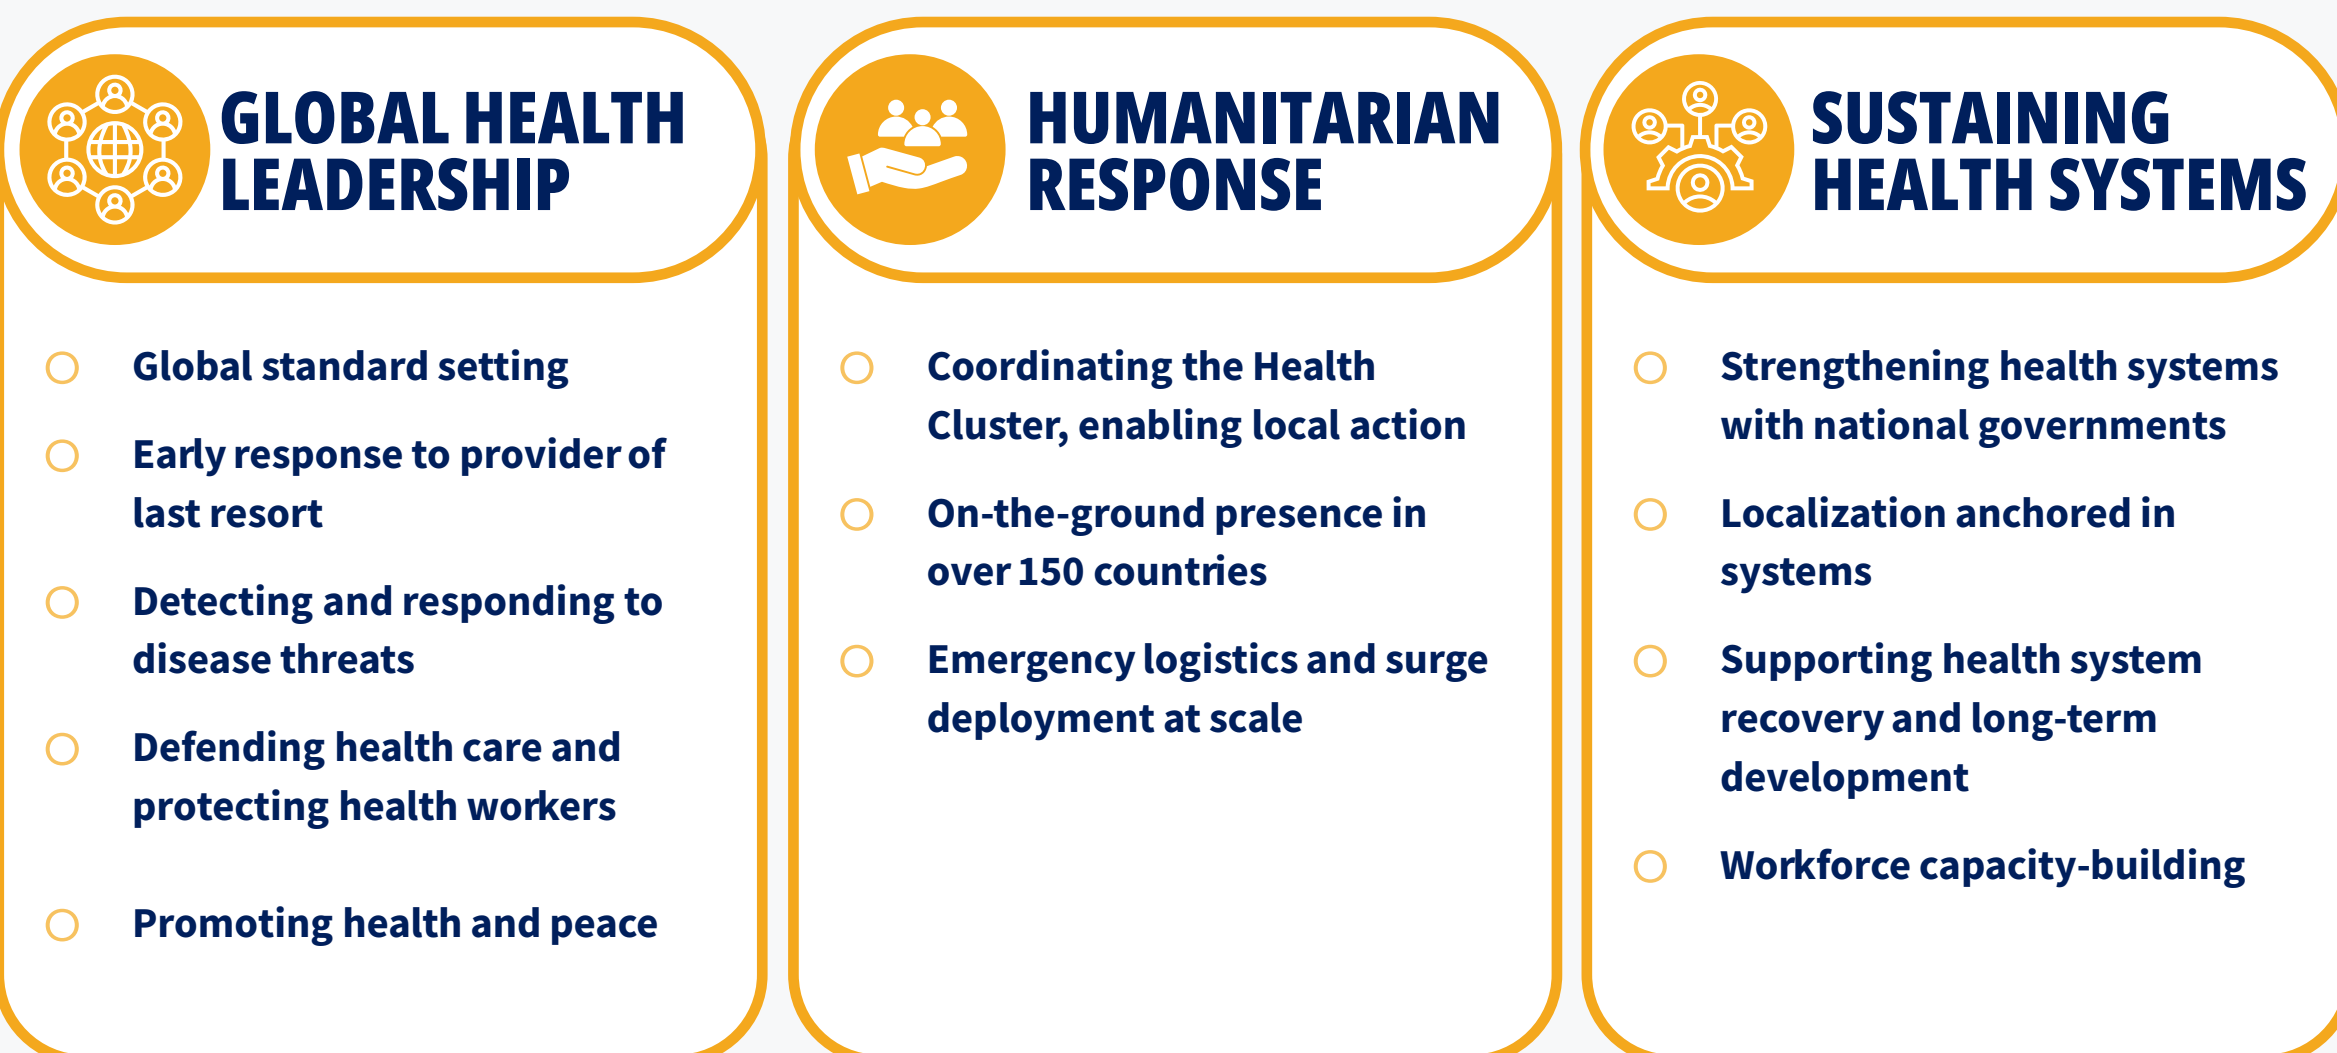 GLOBAL HEALTH
LEADERSHIP
Global standard setting
Early response to provider of
last resort
Detecting and responding to
disease threats
Defending health care and
protecting health workers
Promoting health and peace
HUMANITARIAN
RESPONSE
Coordinating the Health
Cluster, enabling local action
On-the-ground presence in
over 150 countries
Emergency logistics and surge
deployment at scale
SUSTAINING
HEALTH SYSTEMS
Strengthening health systems
with national governments
Localization anchored in
systems
Supporting health system
recovery and long-term
development
Workforce capacity-building